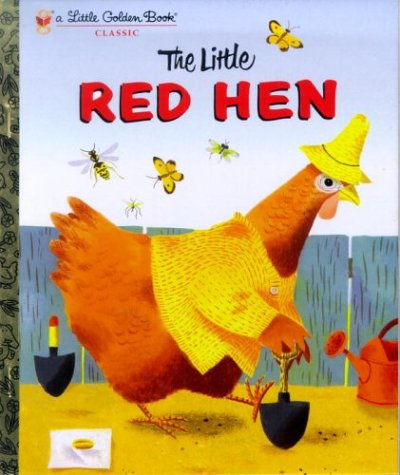 a Little Golden Book®
CLASSIC
The Little
RED HEN